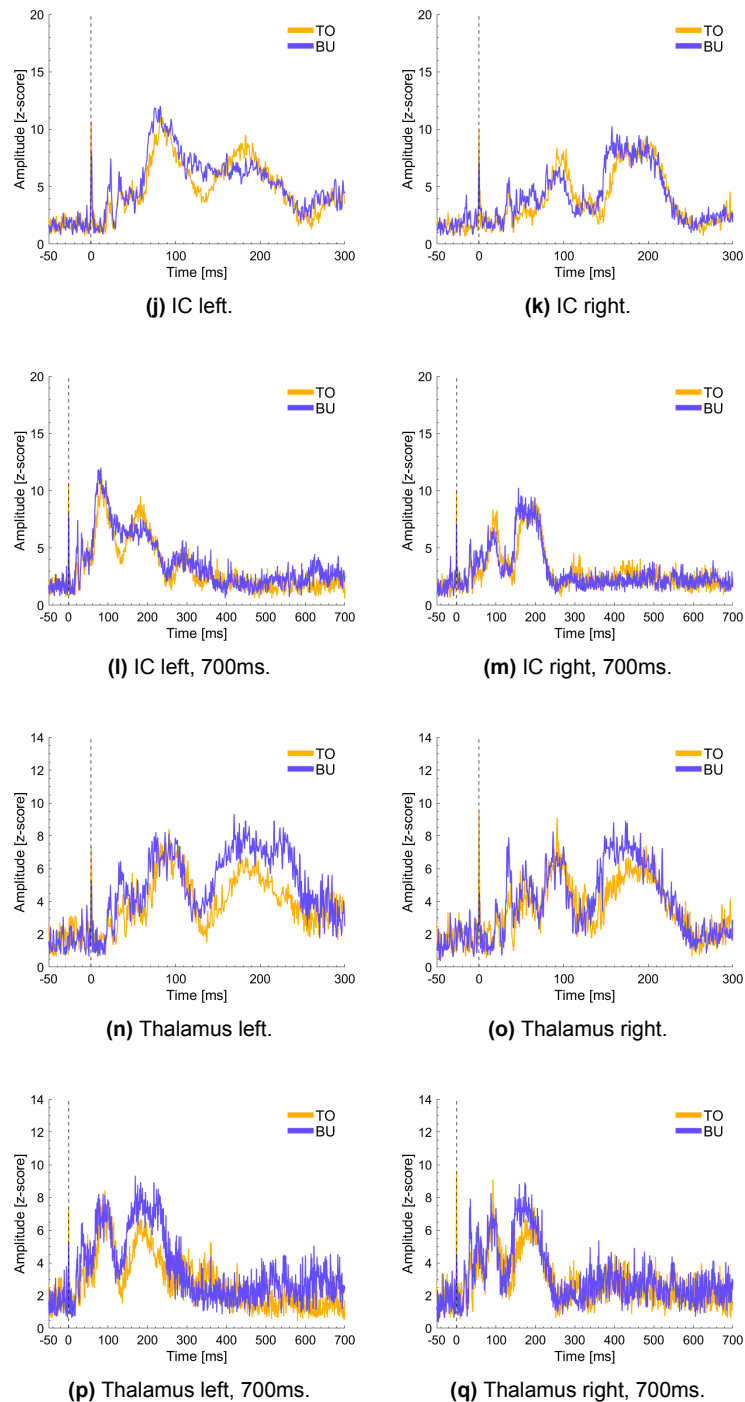 20
15
10
5
0
Amplitude [z-score]
TO
BU
-50 0 100 200 300
Time [ms]
(j) IC left.
20
15
10
5
0
Amplitude [z-score]
TO
BU
-50 0 100 200 300
Time [ms]
(k) IC right.
20
15
10
5
0
Amplitude [z-score]
TO
BU
-50 0 100 200 300 400 500 600 700
Time [ms]
(l) IC left, 700ms.
20
15
10
5
0
Amplitude [z-score]
TO
BU
-50 0 100 200 300 400 500 600 700
Time [ms]
(m) IC right, 700ms.
14
12
10
8
6
4
2
0
Amplitude [z-score]
TO
BU
-50 0 100 200 300
Time [ms]
(n) Thalamus left.
14
12
10
8
6
4
2
0
Amplitude [z-score]
TO
BU
-50 0 100 200 300
Time [ms]
(o) Thalamus right.
14
12
10
8
6
4
2
0
Amplitude [z-score]
TO
BU
-50 0 100 200 300 400 500 600 700
Time [ms]
(p) Thalamus left, 700ms.
14
12
10
8
6
4
2
0
Amplitude [z-score]
TO
BU
-50 0 100 200 300 400 500 600 700
Time [ms]
(q) Thalamus right, 700ms.